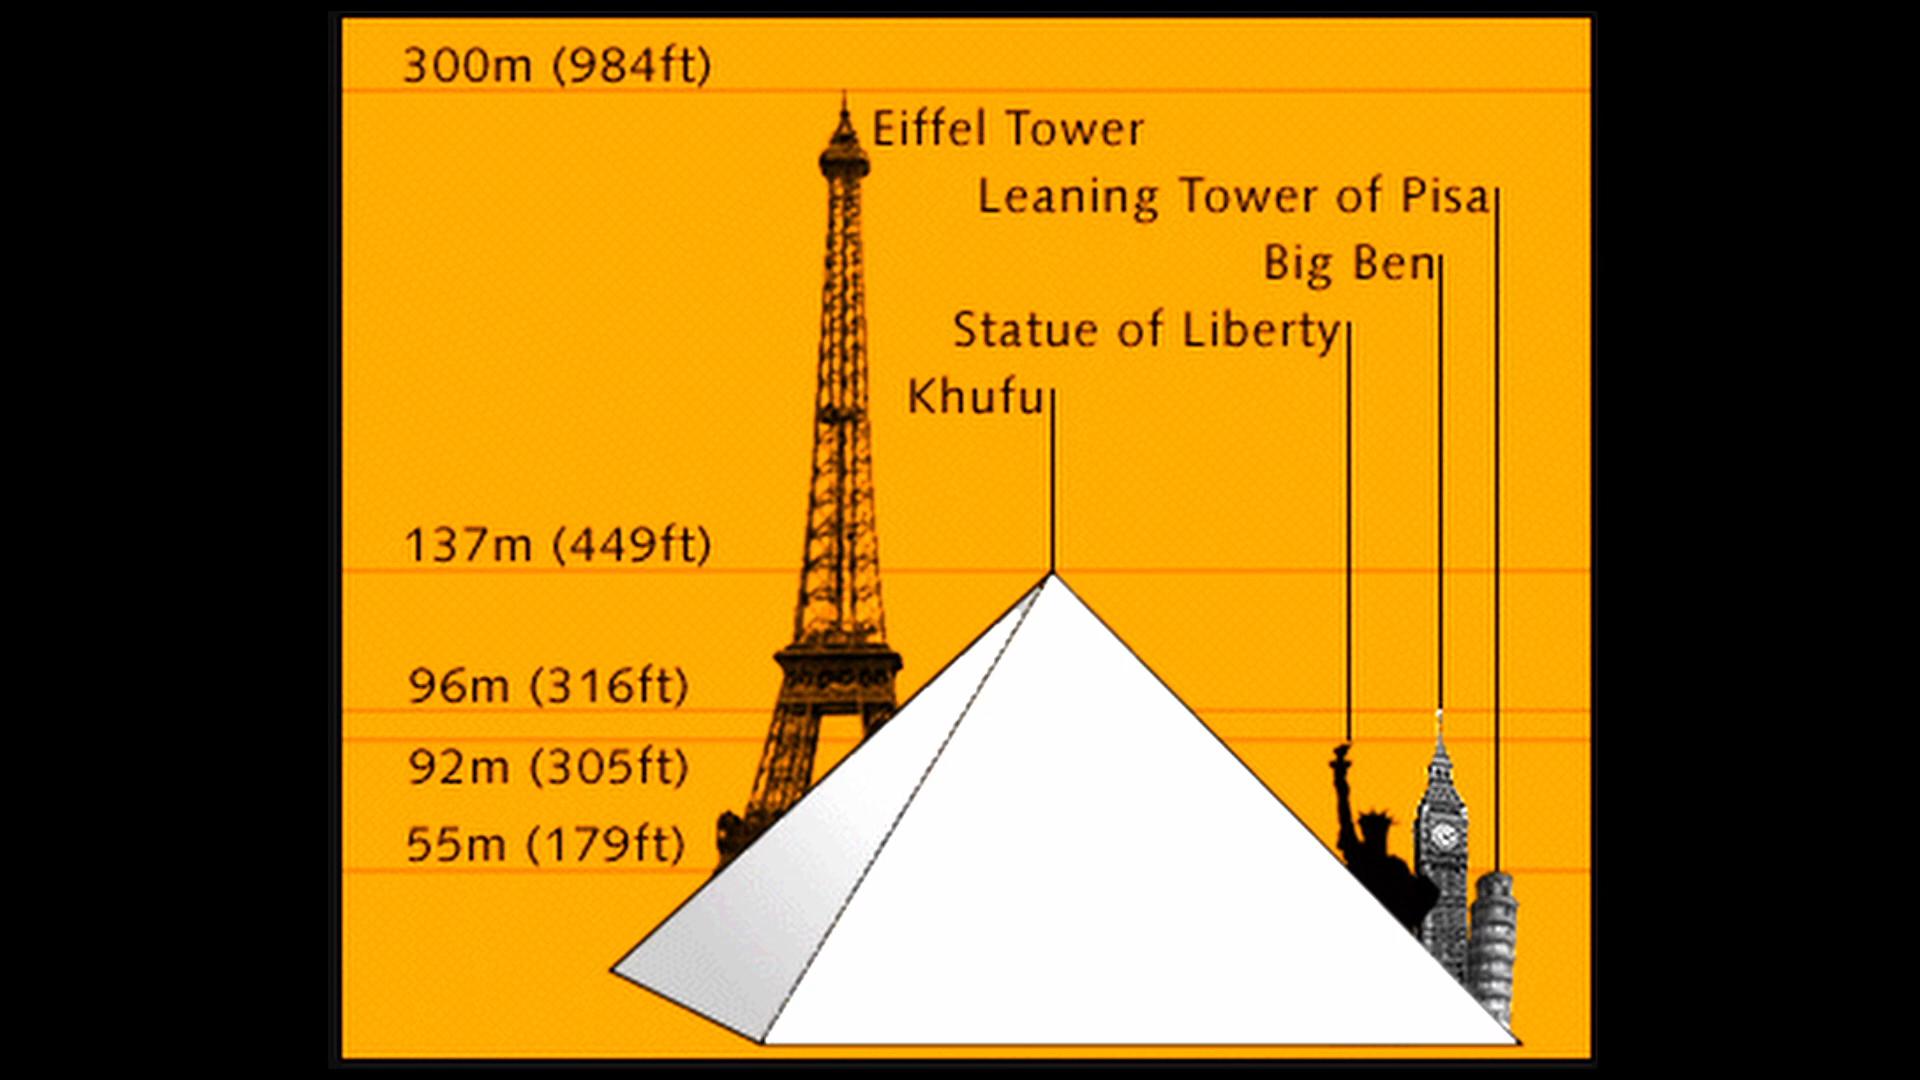 300m (984ft)
Eiffel Tower
Leaning Tower of Pisa
Big Ben
Statue of Liberty
Khufu
137m (449ft)
96m (316ft)
92m (305ft)
55m (179ft)